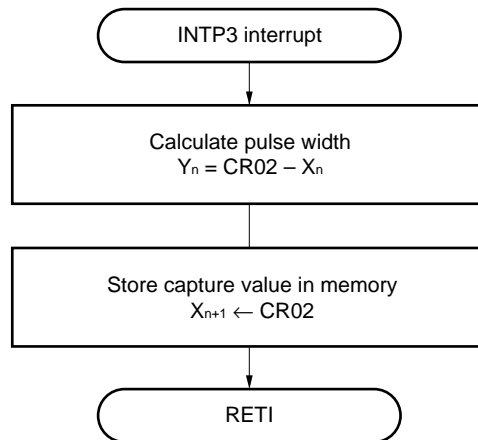 INTP3 interrupt
Calculate pulse width
Yn = CR02 – Xn
Store capture value in memory
Xn+1 ← CR02
RETI